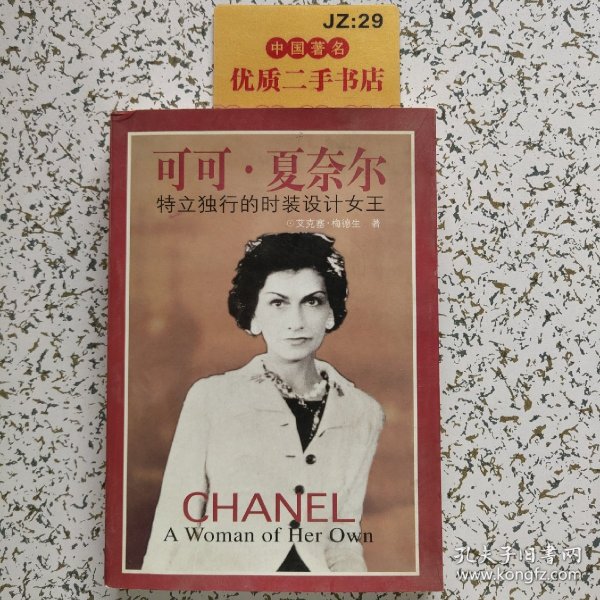 JZ:29
中国著名
优质二手书店
可可·夏奈尔
特立独行的时装设计女王
⊙艾克塞·梅德生 著
CHANEL
A Woman of Her Own
孔夫子旧书网
www.kongfz.com